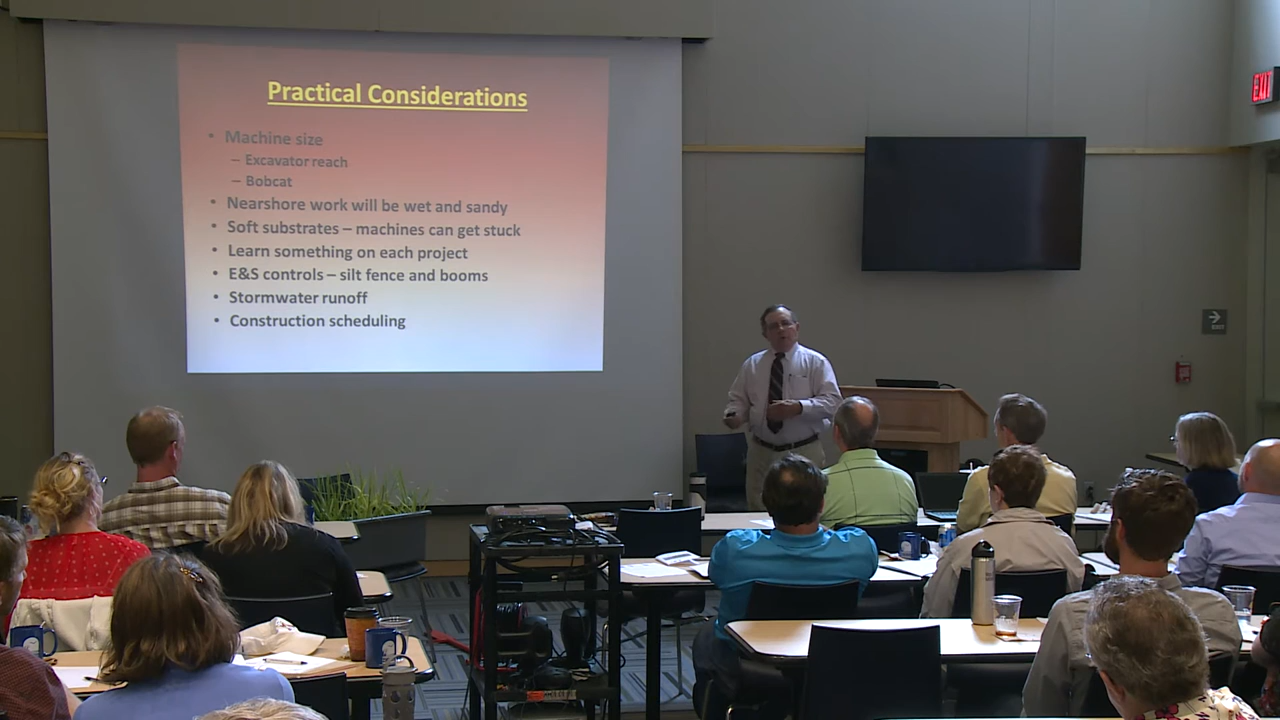 Practical Considerations
• Machine size
– Excavator reach
– Bobcat
• Nearshore work will be wet and sandy
• Soft substrates – machines can get stuck
• Learn something on each project
• E&S controls – silt fence and booms
• Stormwater runoff
• Construction scheduling
EXIT
EXIT